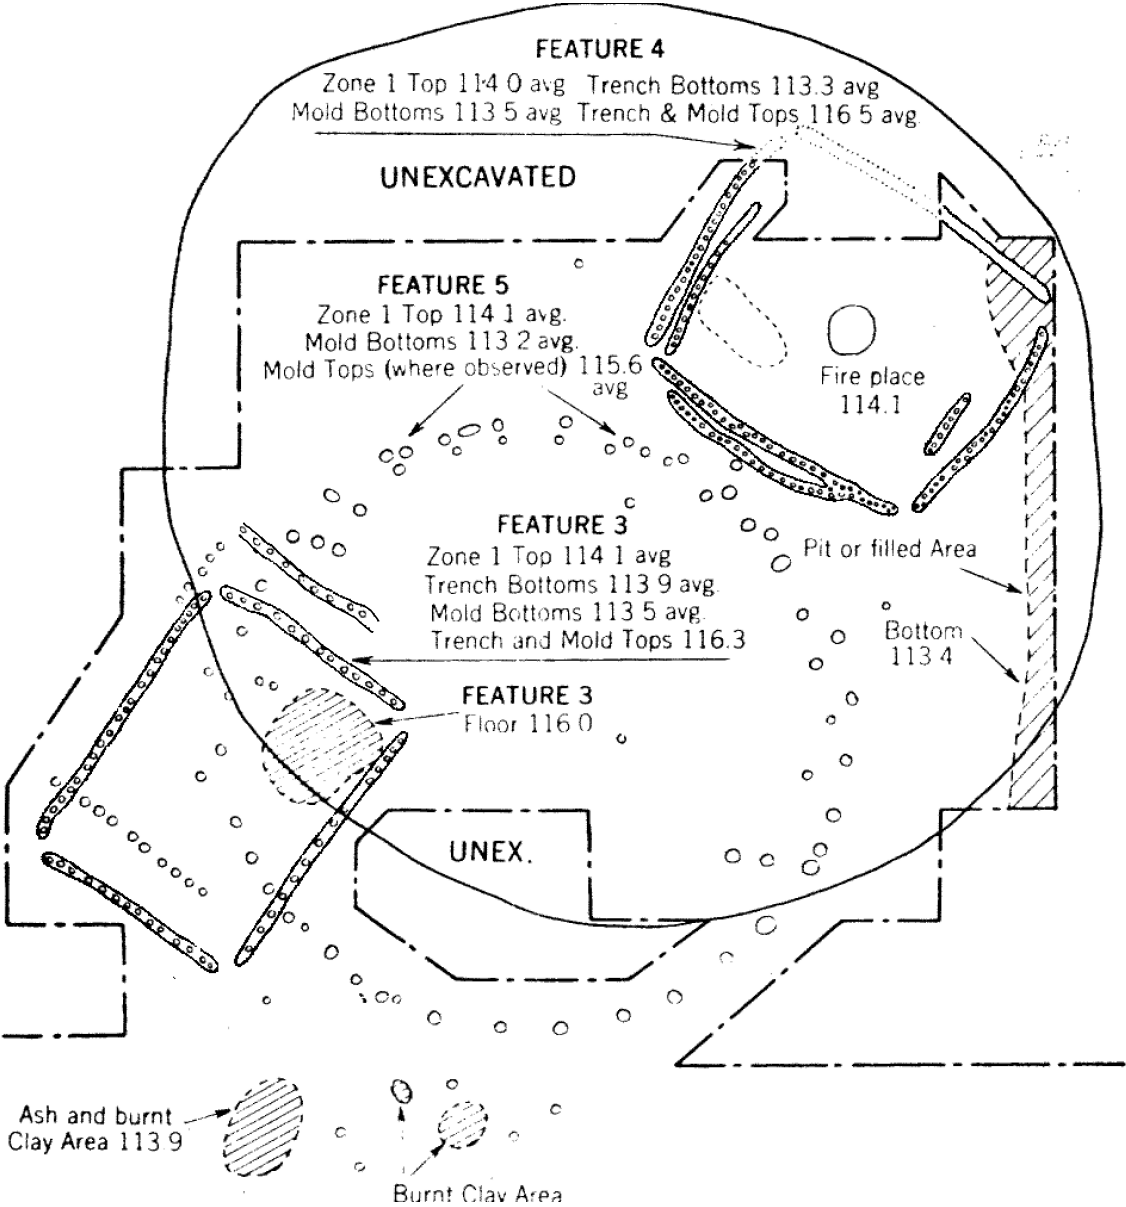 FEATURE 4
Zone 1 Top 114.0 avg Trench Bottoms 113.3 avg
Mold Bottoms 113 5 avg Trench & Mold Tops 116 5 avg
UNEXCAVATED
FEATURE 5
Zone 1 Top 114 1 avg.
Mold Bottoms 113 2 avg.
Mold Tops (where observed) 115.6
avg
Fire place
114.1
FEATURE 3
Zone 1 Top 114 1 avg
Trench Bottoms 113 9 avg.
Mold Bottoms 113 5 avg.
Trench and Mold Tops 116.3
Pit or filled Area
Bottom
113 4
FEATURE 3
Floor 116 0
UNEX.
Ash and burnt
Clay Area 113 9
Burnt Clay Area